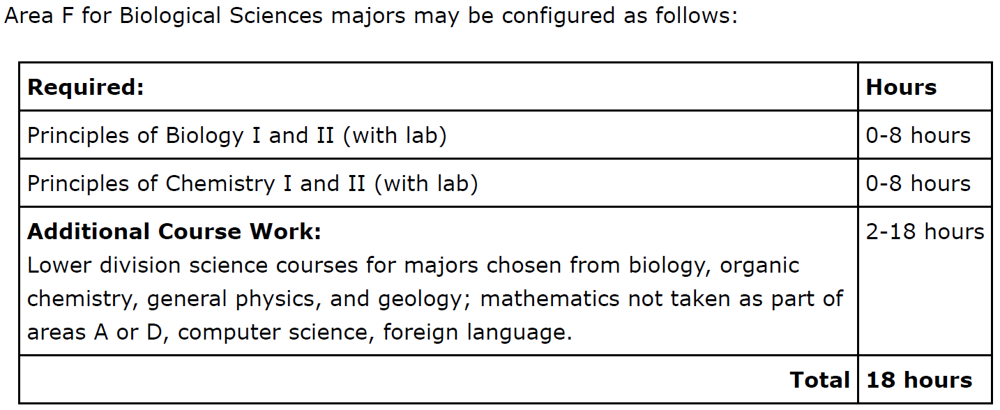 Area F for Biological Sciences majors may be configured as follows:
Required: Hours
Principles of Biology I and II (with lab) 0-8 hours
Principles of Chemistry I and II (with lab) 0-8 hours
Additional Course Work: 2-18 hours
Lower division science courses for majors chosen from biology, organic
chemistry, general physics, and geology; mathematics not taken as part of
areas A or D, computer science, foreign language.
Total 18 hours